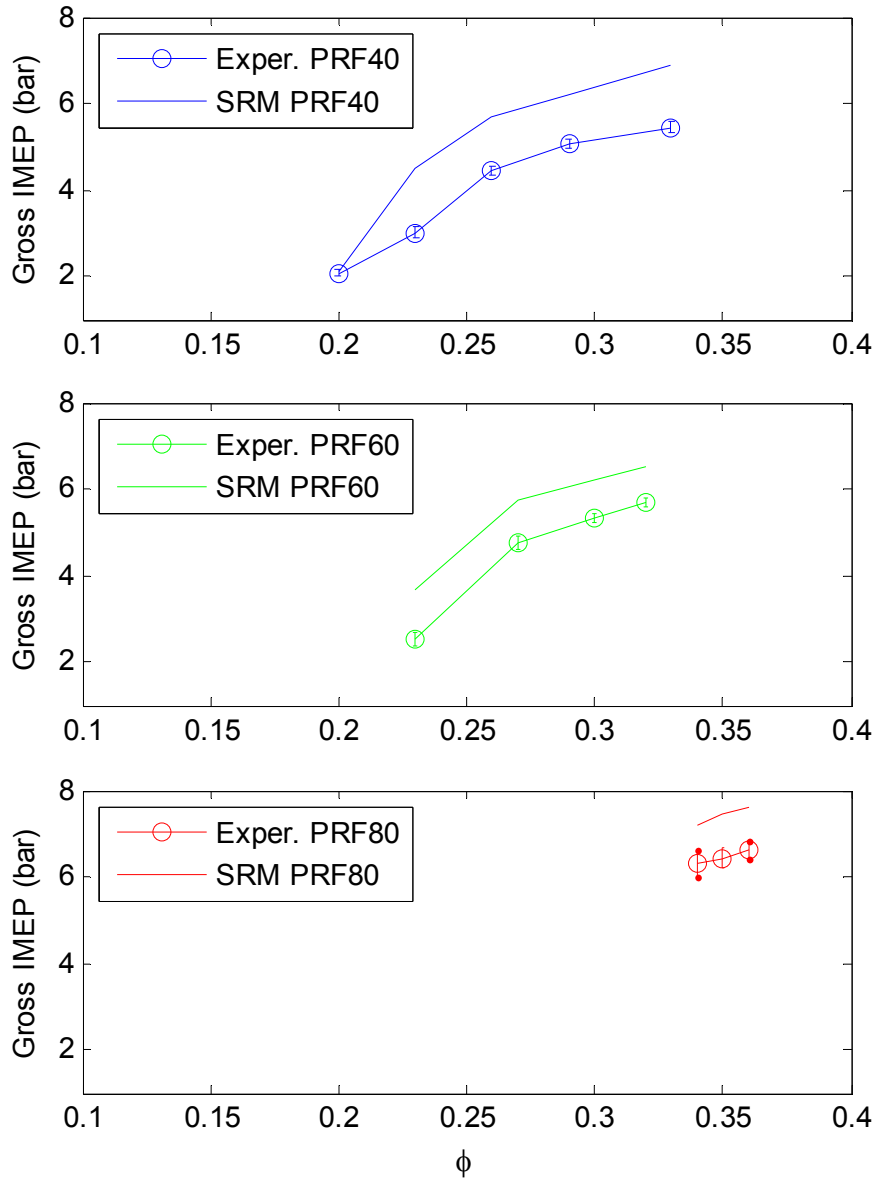 8
6
4
2
Gross IMEP (bar)
Exper. PRF40
SRM PRF40
0.1 0.15 0.2 0.25 0.3 0.35 0.4
8
6
4
2
Gross IMEP (bar)
Exper. PRF60
SRM PRF60
0.1 0.15 0.2 0.25 0.3 0.35 0.4
8
6
4
2
Gross IMEP (bar)
Exper. PRF80
SRM PRF80
0.1 0.15 0.2 0.25 0.3 0.35 0.4
ϕ